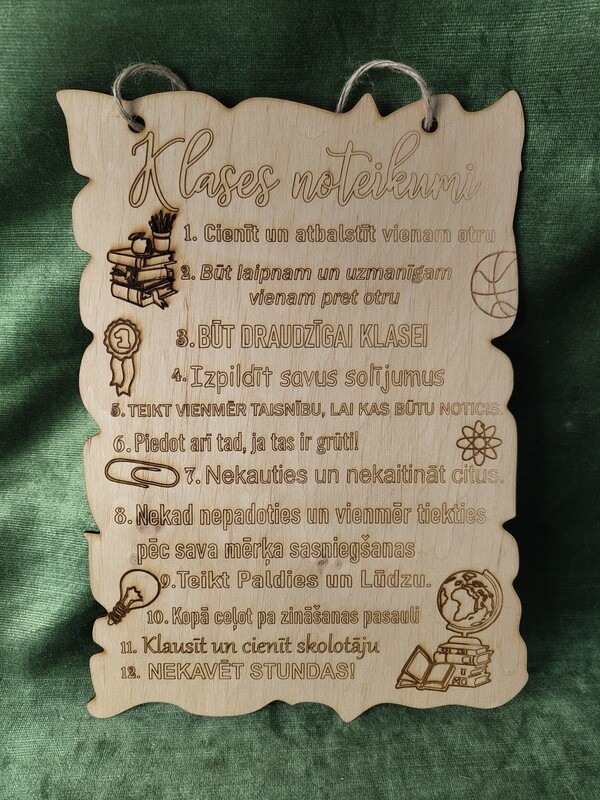 Klases noteikumi
1. Cienīt un atbalstīt vienam otru
2. Būt laipnam un uzmanīgam
vienam pret otru
1
3. BŪT DRAUDZĪGAI KLASEI
4. Izpildīt savus solījumus
5. TEIKT VIENMĒR TAISNĪBU, LAI KAS BŪTU NOTICIS.
6. Piedot arī tad, ja tas ir grūti!
7. Nekauties un nekaitināt citus.
8. Nekad nepadoties un vienmēr tiekties
pēc sava mērķa sasniegšanas
9. Teikt Paldies un Lūdzu.
10. Kopā ceļot pa zināšanas pasauli
11. Klausīt un cienīt skolotāju
12. NEKAVĒT STUNDAS!